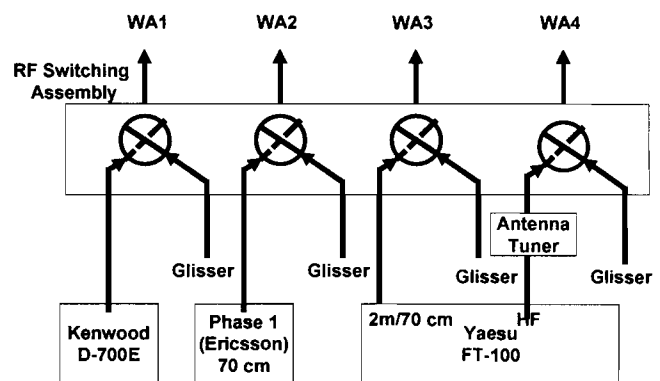 WA1 WA2 WA3 WA4
RF Switching
Assembly
Antenna
Tuner
Glisser Glisser Glisser Glisser
Kenwood
D-700E
Phase 1
(Ericsson)
70 cm
2m/70 cm HF
Yaesu
FT-100